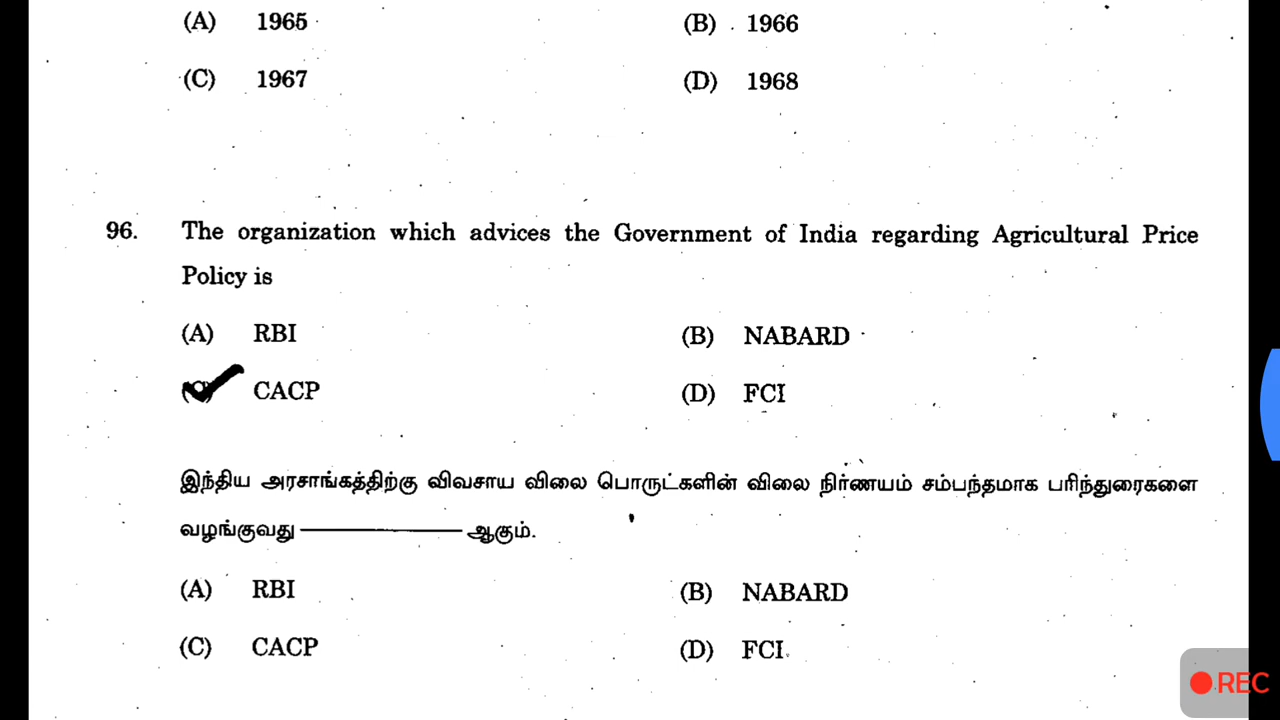 (A) 1965 (B) 1966
(C) 1967 (D) 1968
96. The organization which advices the Government of India regarding Agricultural Price
Policy is
(A) RBI (B) NABARD
(C) CACP (D) FCI
இந்திய அரசாங்கத்திற்கு விவசாய விலை பொருட்களின் விலை நிர்ணயம் சம்பந்தமாக பரிந்துரைகளை
வழங்குவது ———————— ஆகும்.
(A) RBI (B) NABARD
(C) CACP (D) FCI
REC